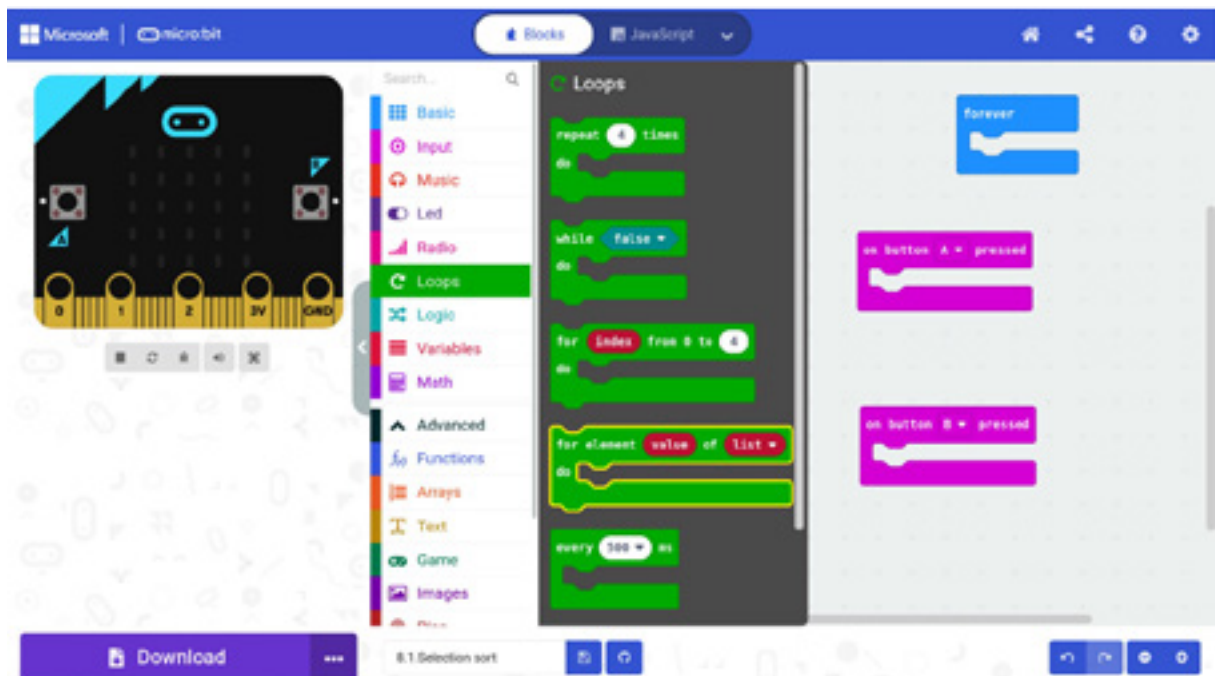 Microsoft | micro:bit
Blocks
JavaScript
A
B
0 1 2 3V GND
Search...
Basic
Input
Music
Led
Radio
Loops
Logic
Variables
Math
Advanced
Functions
Arrays
Text
Game
Images
Loops
repeat 4 times
do
while false
do
for index from 0 to 4
do
for element value of list
do
every 500 ms
forever
on button A pressed
on button B pressed
Download
8.1.Selection sort